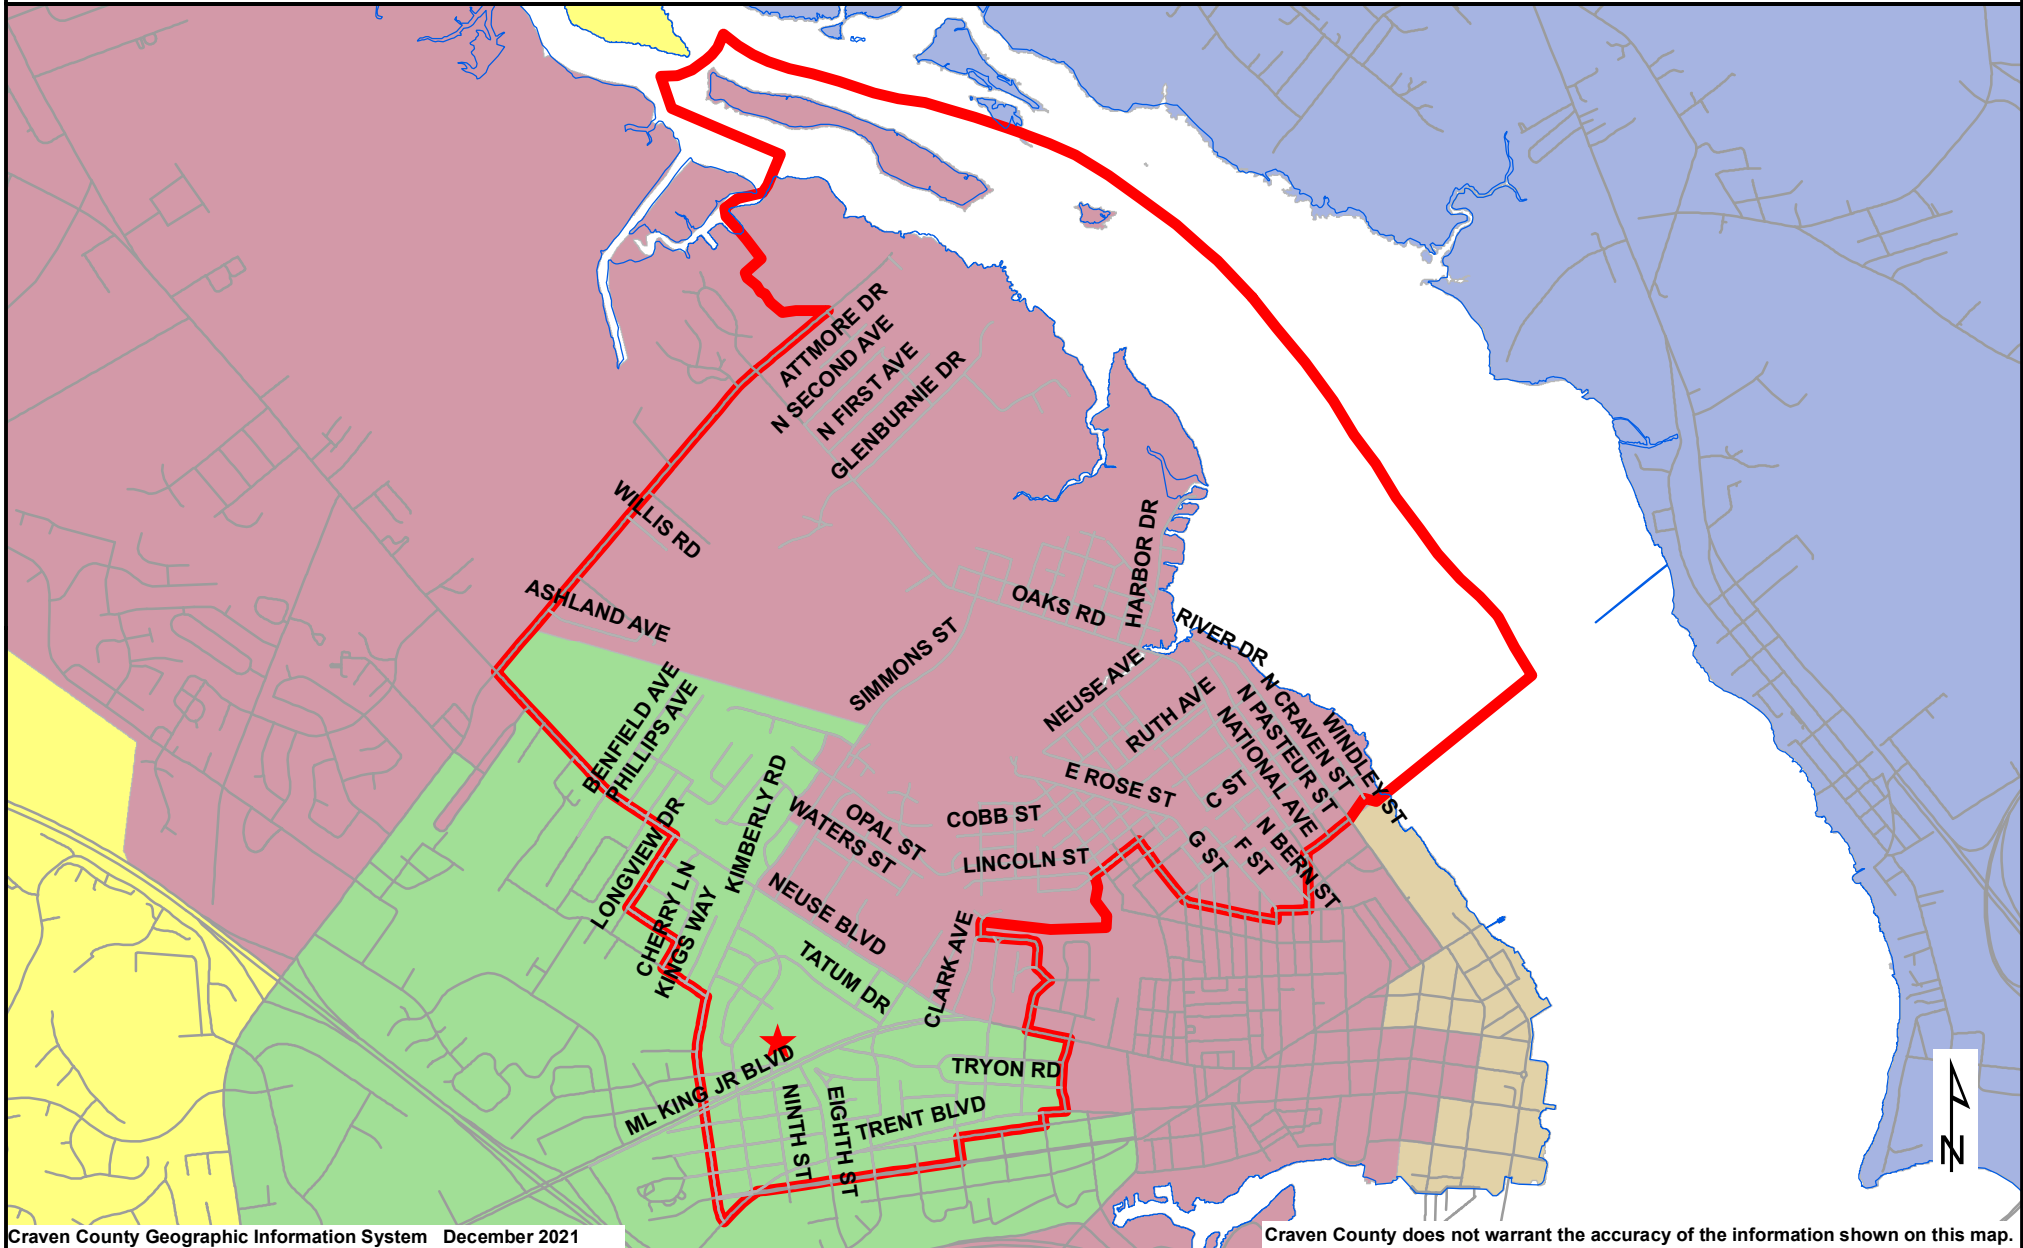 ATTMORE DR
N SECOND AVE
N FIRST AVE
GLENBURNIE DR
WILLIS RD
HARBOR DR
ASHLAND AVE
OAKS RD
RIVER DR
SIMMONS ST
NEUSE AVE
N CRAVEN ST
BENFIELD AVE
PHILLIPS AVE
RUTH AVE
N PASTEUR ST
WINDLEY ST
NATIONAL AVE
KIMBERLY RD
E ROSE ST
C ST
LONGVIEW DR
WATERS ST
OPAL ST
COBB ST
N BERN ST
LINCOLN ST
G ST
F ST
CHERRY LN
KINGS WAY
NEUSE BLVD
CLARK AVE
TATUM DR
ML KING JR BLVD
TRYON RD
NINTH ST
EIGHTH ST
TRENT BLVD
N
Craven County Geographic Information System December 2021
Craven County does not warrant the accuracy of the information shown on this map.